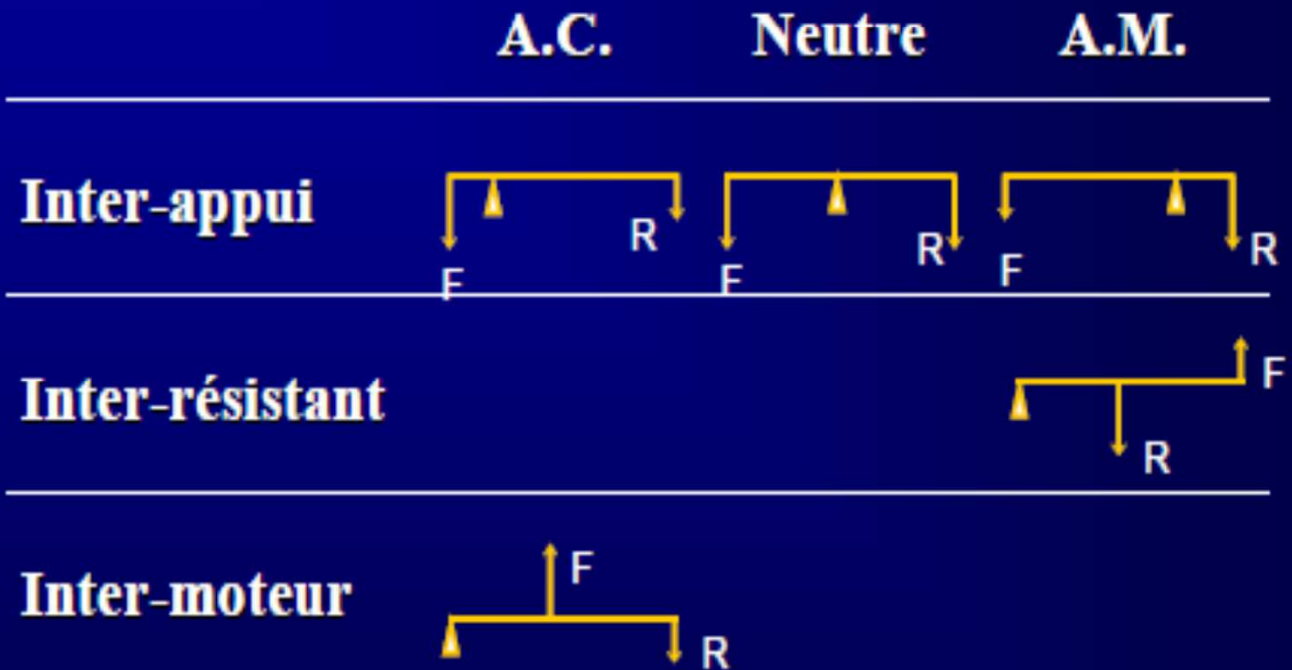 A.C. Neutre A.M.
Inter-appui
R R R
F F F
Inter-résistant
F
R
Inter-moteur
F
R